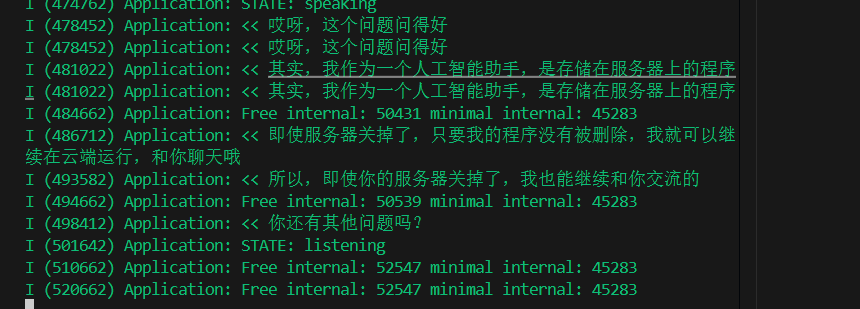 I (474762) Application: STATE: speaking
I (478452) Application: << 哎呀，这个问题问得好
I (478452) Application: << 哎呀，这个问题问得好
I (481022) Application: << 其实，我作为一个人工智能助手，是存储在服务器上的程序
I (481022) Application: << 其实，我作为一个人工智能助手，是存储在服务器上的程序
I (484662) Application: Free internal: 50431 minimal internal: 45283
I (486712) Application: << 即使服务器关掉了，只要我的程序没有被删除，我就可以继
续在云端运行，和你聊天哦
I (493582) Application: << 所以，即使你的服务器关掉了，我也能继续和你交流的
I (494662) Application: Free internal: 50539 minimal internal: 45283
I (498412) Application: << 你还有其他问题吗？
I (501642) Application: STATE: listening
I (510662) Application: Free internal: 52547 minimal internal: 45283
I (520662) Application: Free internal: 52547 minimal internal: 45283